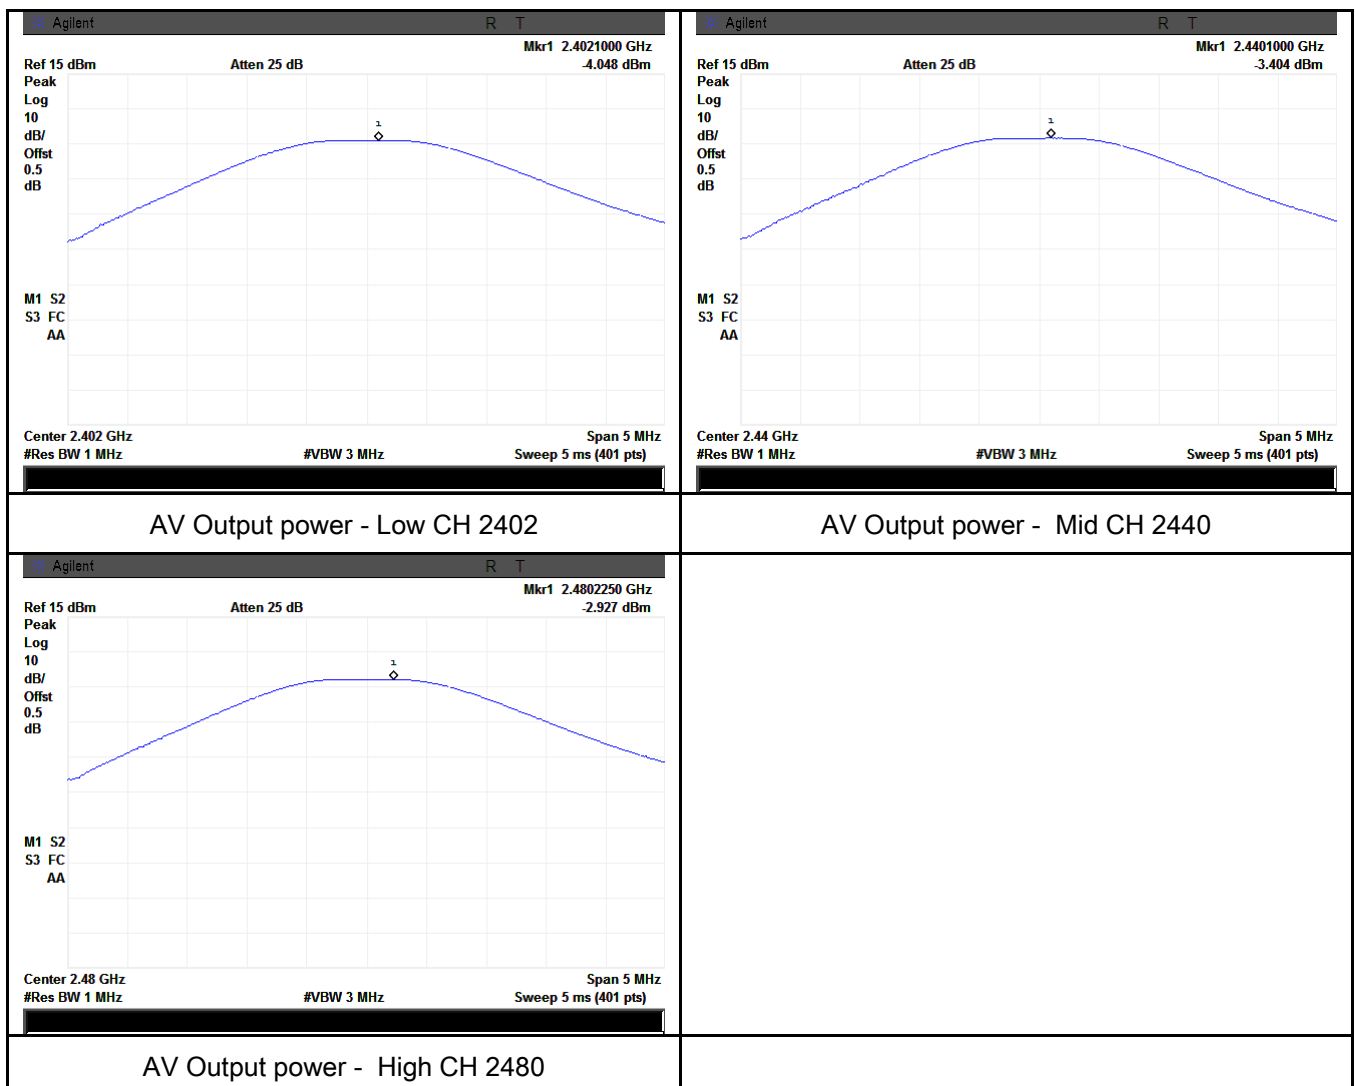 Agilent R T
Mkr1 2.4021000 GHz
Ref 15 dBm Atten 25 dB -4.048 dBm
Peak
Log
10
dB/
Offst
0.5
dB
1
M1 S2
S3 FC
AA
Center 2.402 GHz Span 5 MHz
#Res BW 1 MHz #VBW 3 MHz Sweep 5 ms (401 pts)
AV Output power - Low CH 2402
Agilent R T
Mkr1 2.4401000 GHz
Ref 15 dBm Atten 25 dB -3.404 dBm
Peak
Log
10
dB/
Offst
0.5
dB
1
M1 S2
S3 FC
AA
Center 2.44 GHz Span 5 MHz
#Res BW 1 MHz #VBW 3 MHz Sweep 5 ms (401 pts)
AV Output power - Mid CH 2440
Agilent R T
Mkr1 2.4802250 GHz
Ref 15 dBm Atten 25 dB -2.927 dBm
Peak
Log
10
dB/
Offst
0.5
dB
1
M1 S2
S3 FC
AA
Center 2.48 GHz Span 5 MHz
#Res BW 1 MHz #VBW 3 MHz Sweep 5 ms (401 pts)
AV Output power - High CH 2480